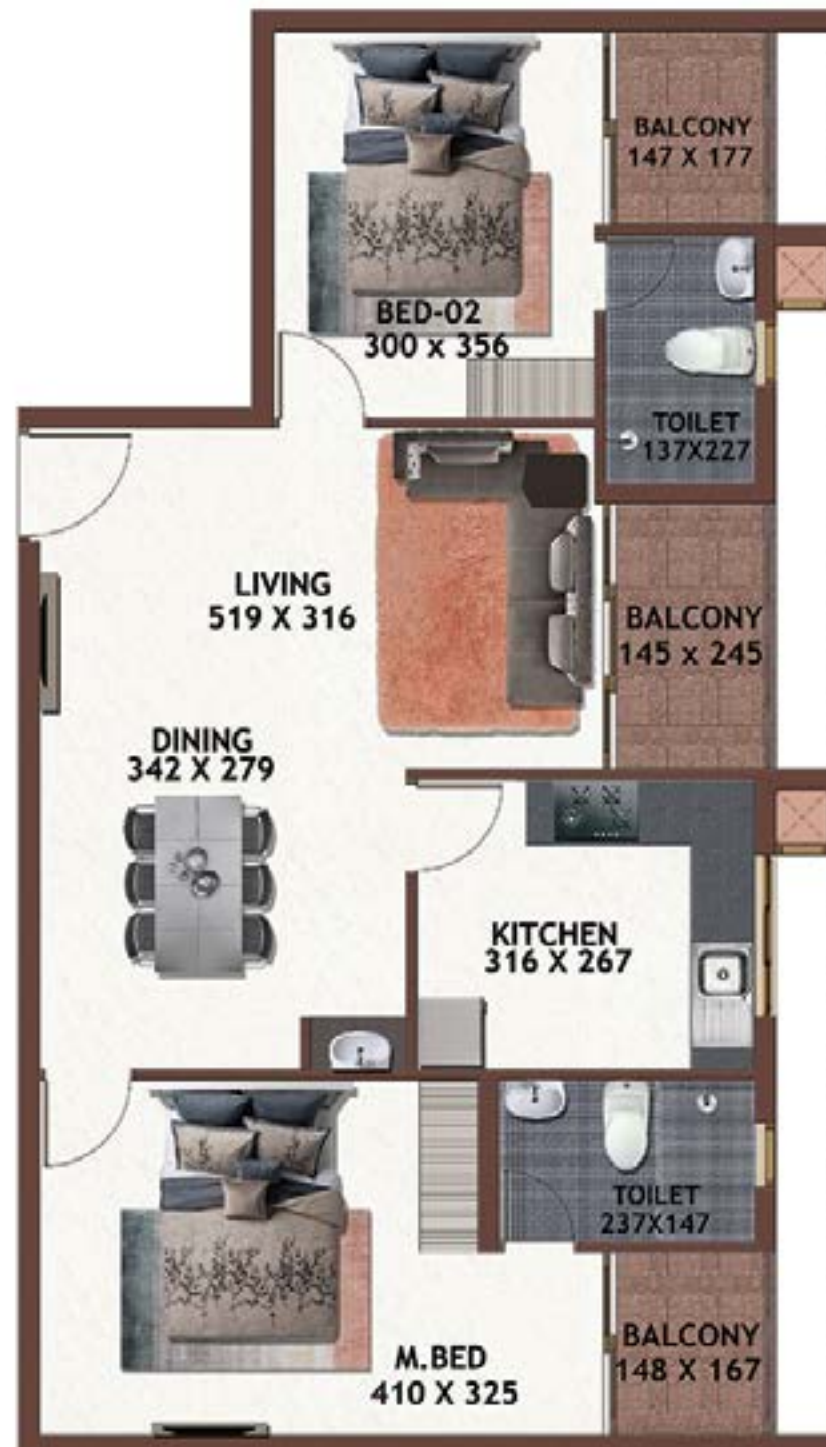 BALCONY
147 X 177
BED-02
300 x 356
TOILET
137X227
LIVING
519 X 316
BALCONY
145 x 245
DINING
342 X 279
KITCHEN
316 X 267
TOILET
237X147
M.BED
410 X 325
BALCONY
148 X 167